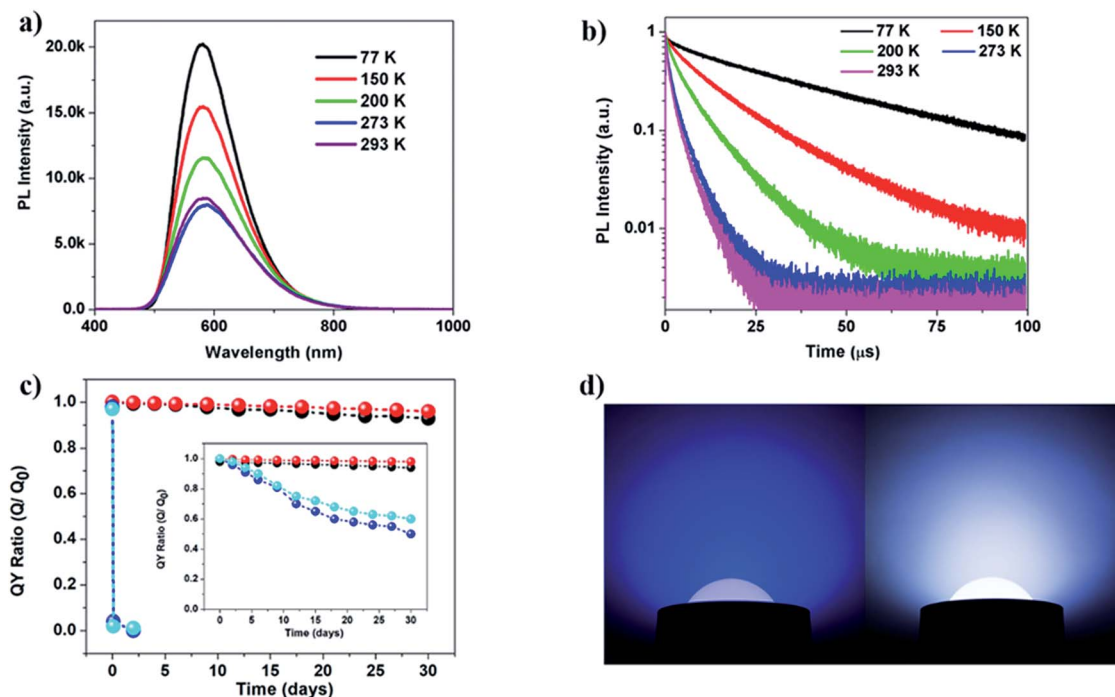 a)
20.0k
15.0k
10.0k
5.0k
0.0
400
600
800
1000
PL Intensity (a.u.)
Wavelength (nm)
77 K
150 K
200 K
273 K
293 K
b)
1
0.1
0.01
0
25
50
75
100
PL Intensity (a.u.)
Time (μs)
77 K 150 K
200 K 273 K
293 K
c)
1.0
0.8
0.6
0.4
0.2
0.0
0 5 10 15 20 25 30
QY Ratio (Q/ Q₀)
Time (days)
1.0
0.8
0.6
0.4
0.2
0.0
0 5 10 15 20 25 30
QY Ratio (Q/ Q₀)
Time (days)
d)